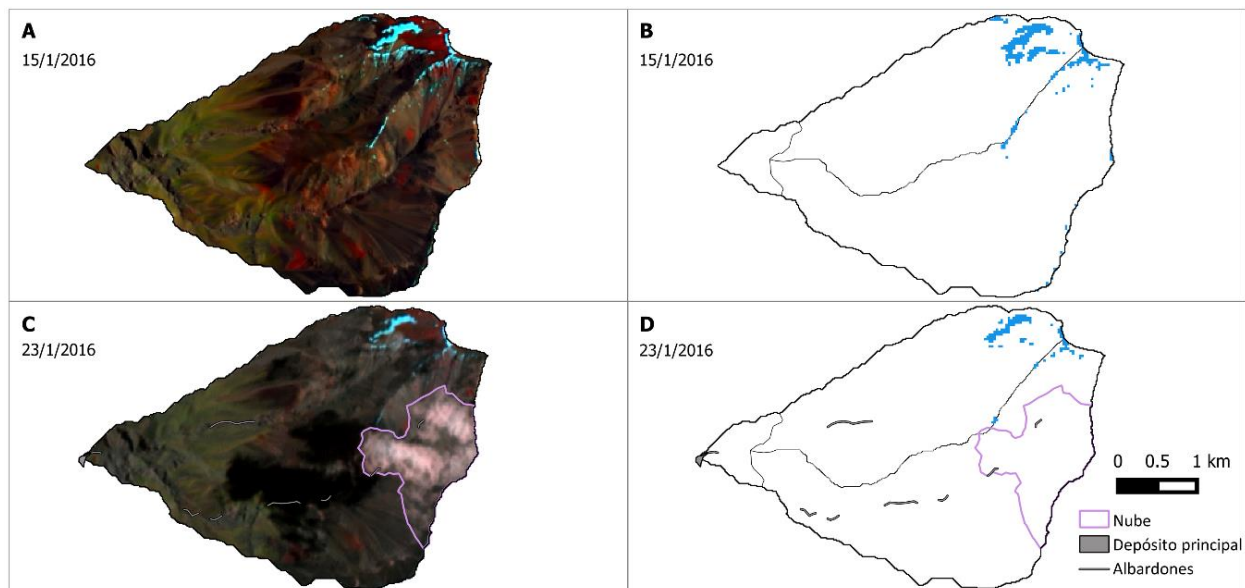 A
15/1/2016
B
15/1/2016
C
23/1/2016
D
23/1/2016
0 0.5 1 km
Nube
Depósito principal
Albardones